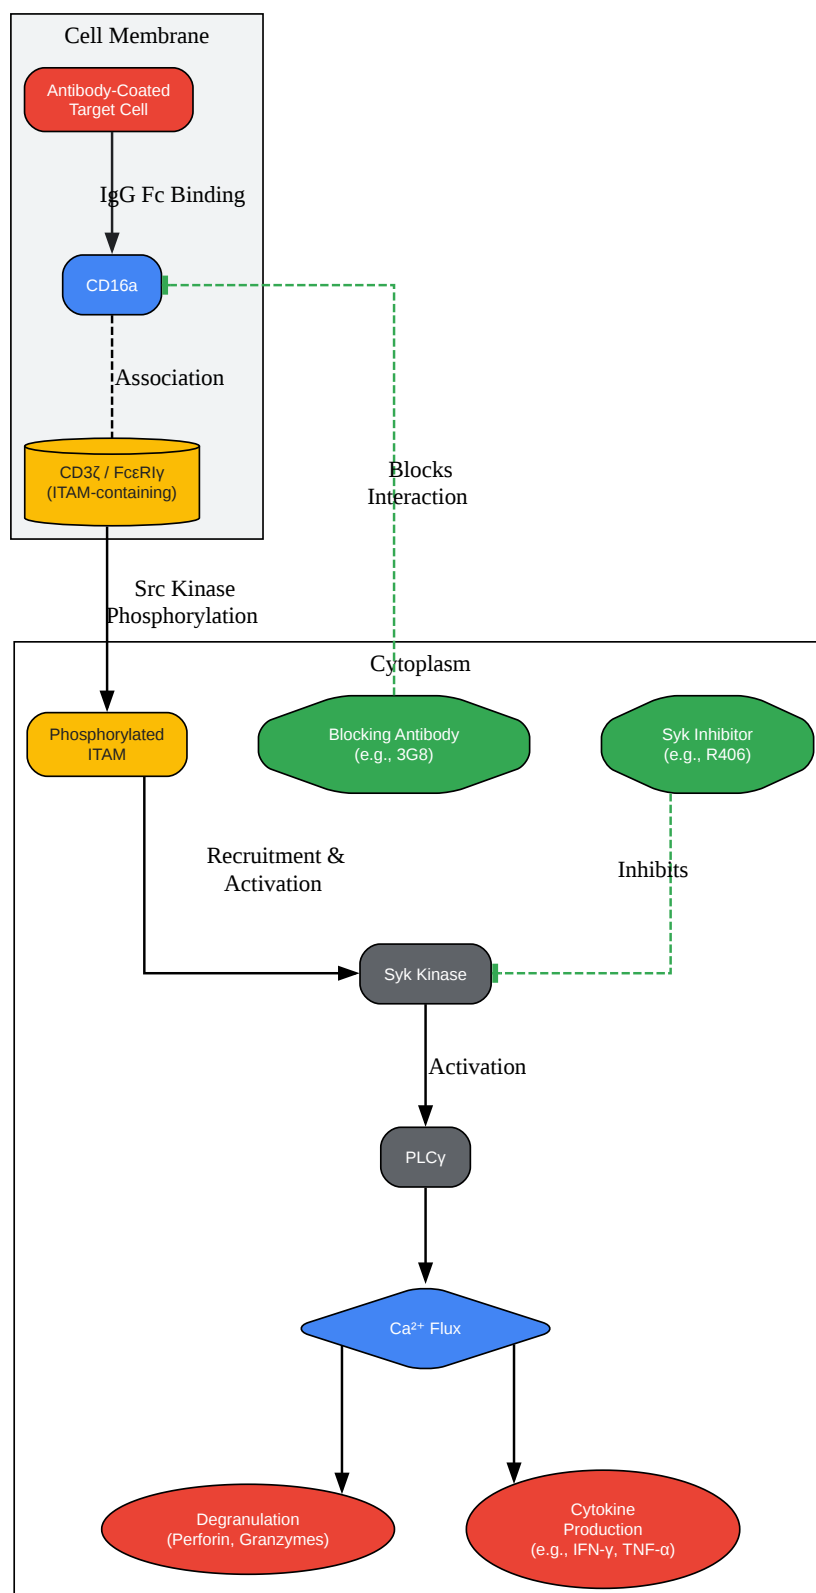 Cell Membrane
Antibody-Coated
Target Cell
IgG Fc Binding
CD16a
Association
CD3ζ / FcεRIγ
(ITAM-containing)
Blocks
Interaction
Src Kinase
Phosphorylation
Cytoplasm
Phosphorylated
ITAM
Blocking Antibody
(e.g., 3G8)
Syk Inhibitor
(e.g., R406)
Recruitment &
Activation
Inhibits
Syk Kinase
Activation
PLCγ
Ca²⁺ Flux
Degranulation
(Perforin, Granzymes)
Cytokine
Production
(e.g., IFN-γ, TNF-α)